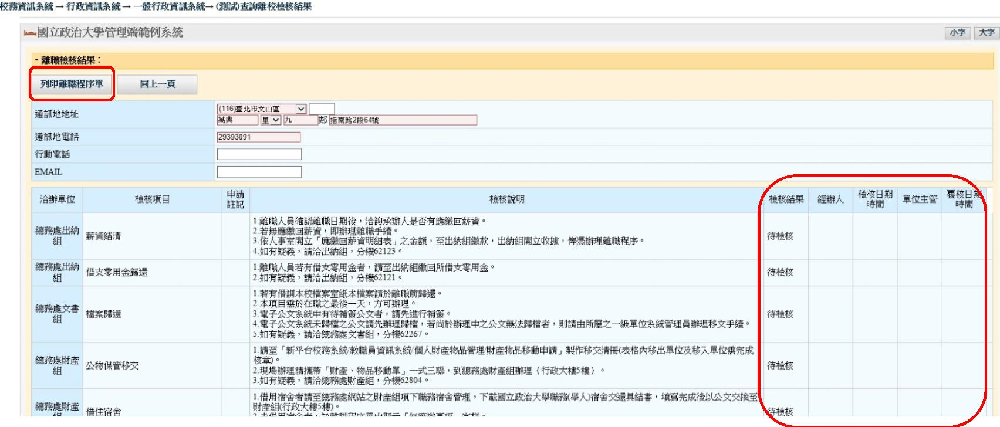 校務資訊系統→ 行政資訊系統 → 一般行政資訊系統→ (測試)查詢離校檢核結果
國立政治大學管理端範例系統
小字 大字
・離職檢核結果：
列印離職程序單 回上一頁
通訊地地址 (116)臺北市文山區
萬興 里 九 鄰 指南路2段64號
通訊地電話 29393091
行動電話
EMAIL
洽辦單位 檢核項目 申請註記 檢核說明 檢核結果 經辦人 檢核日期時間 單位主管 覆核日期時間
總務處出納組 薪資結清
1.離職人員確認離職日期後，洽詢承辦人是否有應繳回薪資。
2.若無應繳回薪資，即辦理離職手續。
3.依人事室開立「應繳回薪資明細表」之金額，至出納組繳款，出納組開立收據，俾憑辦理離職程序。
4.如有疑義，請洽出納組，分機62123。
待檢核
總務處出納組 借支零用金歸還
1.離職人員若有借支零用金者，請至出納組繳回所借支零用金。
2.如有疑義，請洽出納組，分機62121。
待檢核
總務處文書組 檔案歸還
1.若有借調本校檔案室紙本檔案請於離職前歸還。
2.本項目需於在職之最後一天，方可辦理。
3.電子公文系統中有待補簽公文者，請先進行補簽。
4.電子公文系統未歸檔之公文請先辦理歸檔，若尚於辦理中之公文無法歸檔者，則請由所屬之一級單位系統管理員辦理移文手續。
5.如有疑義，請洽總務處文書組，分機62267。
待檢核
總務處財產組 公物保管移交
1.請至「新平台校務系統/教職員資訊系統/個人財產物品管理/財產物品移動申請」製作移交清冊(表格內移出單位及移入單位需完成
核章)。
2.現場辦理請攜帶「財產、物品移動單」一式三聯，到總務處財產組辦理（行政大樓5樓）。
3.如有疑義，請洽總務處財產組，分機62804。
待檢核
總務處財產組 借住宿舍
1.借用宿舍者請至總務處網站之財產組項下職務宿舍管理，下載國立政治大學職務(學人)宿舍交還具結書，填寫完成後以公文交換至
財產組(行政大樓5樓)。
2.未借用宿舍者，於離職程序單中顯示「無應辦事項」字樣。
待檢核